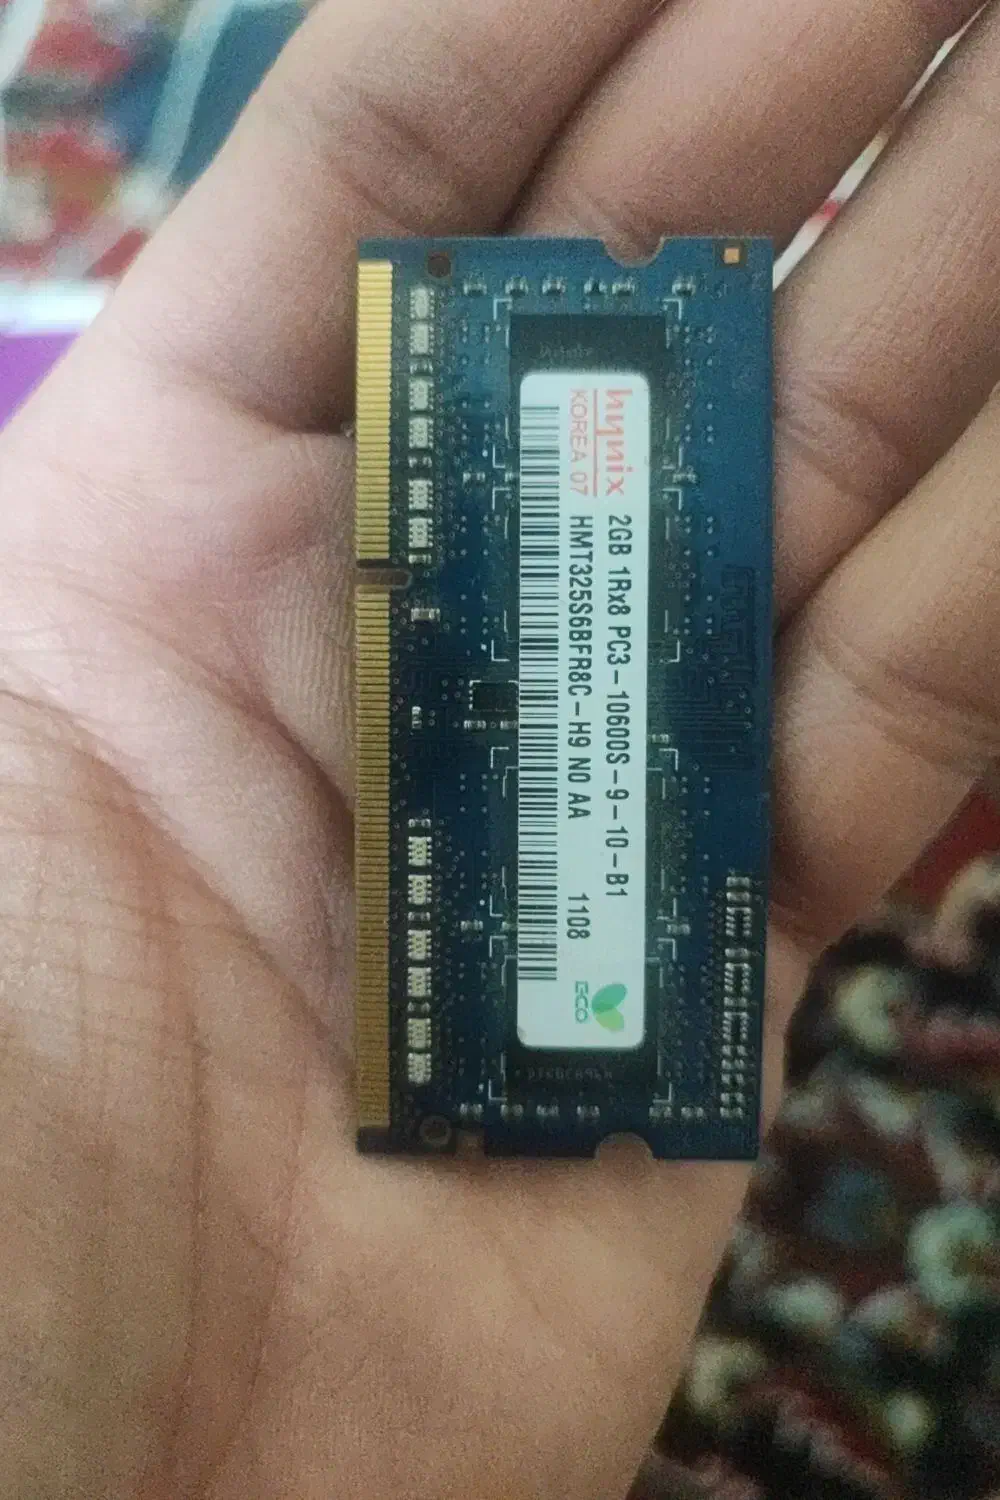 hynix
KOREA 07
2GB 1Rx8 PC3-10600S-9-10-B1
HMT325S6BFR8C-H9 N0 AA 1108
ECO